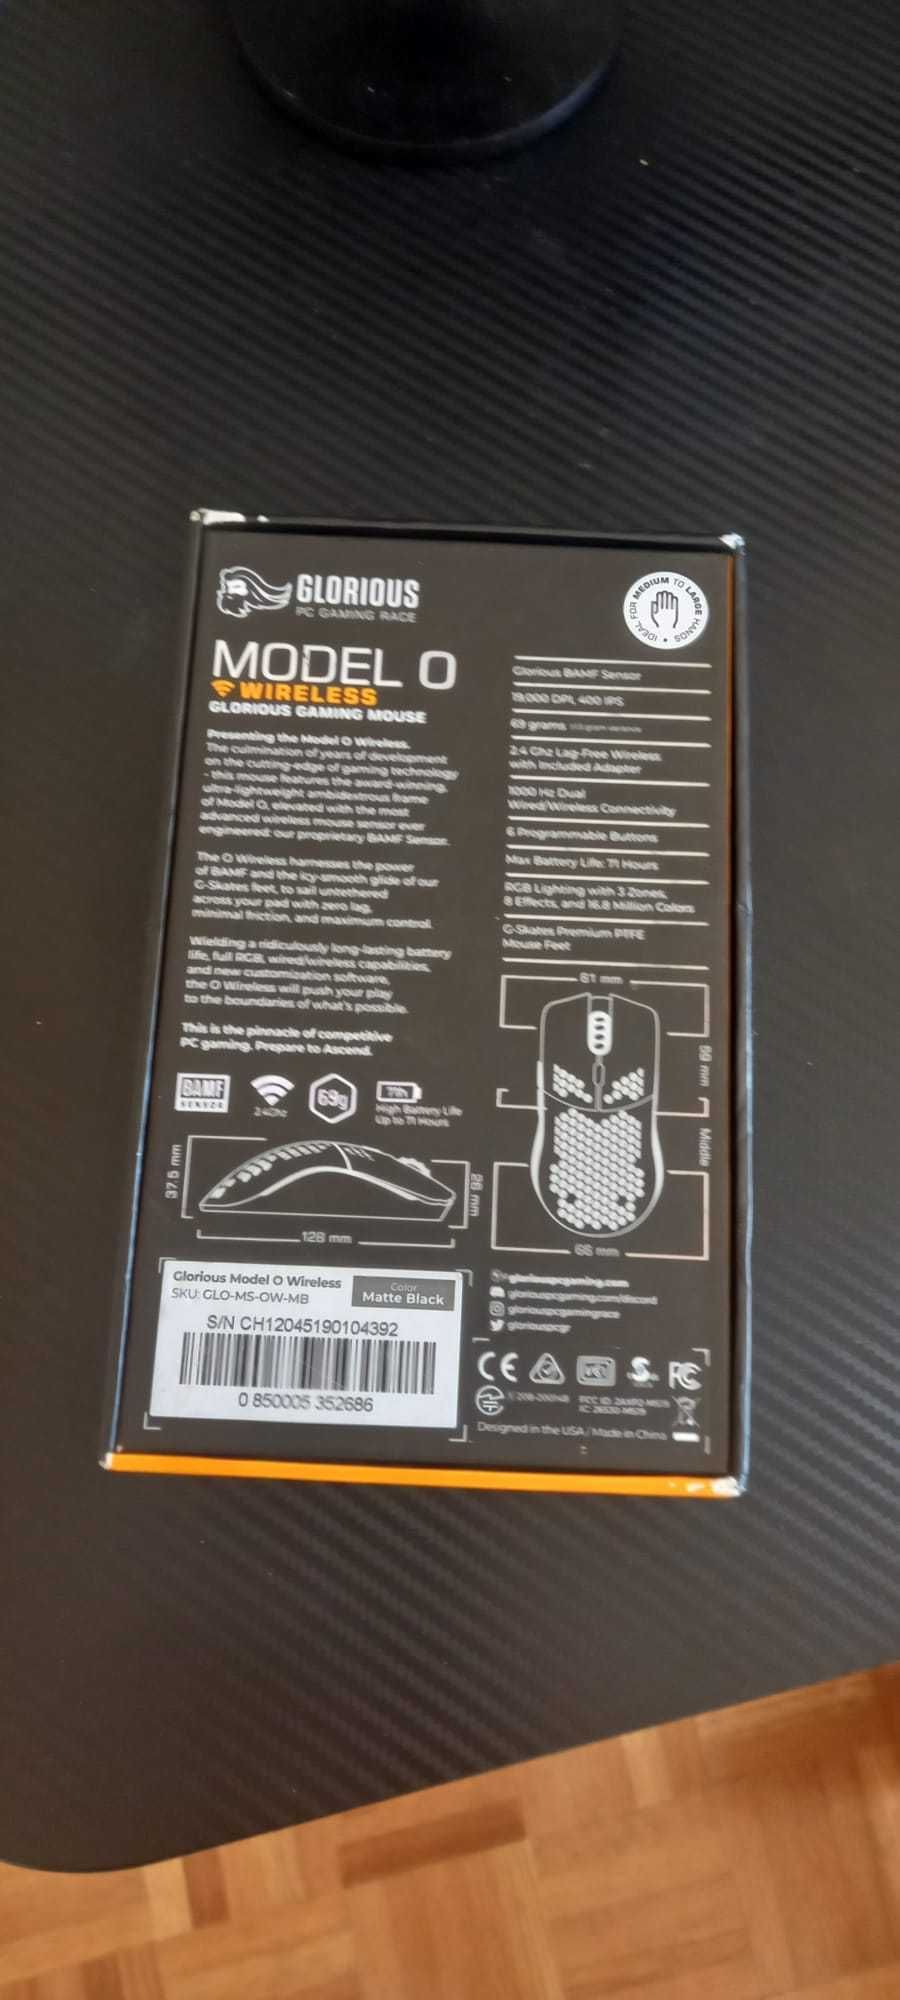 GLORIOUS
PC GAMING RACE
IDEAL FOR MEDIUM TO LARGE HANDS •
MODEL O
WIRELESS
GLORIOUS GAMING MOUSE
Presenting the Model O Wireless.
The culmination of years of development
on the cutting-edge of gaming technology
- this mouse features the award-winning,
ultra-lightweight ambidextrous frame
of Model O, elevated with the most
advanced wireless mouse sensor ever
engineered: our proprietary BAMF Sensor.
The O Wireless harnesses the power
of BAMF and the icy-smooth glide of our
G-Skates feet, to sail untethered
across your pad with zero lag,
minimal friction, and maximum control.
Wielding a ridiculously long-lasting battery
life, full RGB, wired/wireless capabilities,
and new customization software,
the O Wireless will push your play
to the boundaries of what's possible.
This is the pinnacle of competitive
PC gaming. Prepare to Ascend.
BAMF
SENSOR
2.4Ghz
69g
71h
High Battery Life
Up to 71 Hours
37.5 mm
26 mm
128 mm
Glorious BAMF Sensor
19,000 DPI, 400 IPS
69 grams
2.4 Ghz Lag-Free Wireless
with Included Adapter
1000 Hz Dual
Wired/Wireless Connectivity
6 Programmable Buttons
Max Battery Life: 71 Hours
RGB Lighting with 3 Zones,
8 Effects, and 16.8 Million Colors
G-Skates Premium PTFE
Mouse Feet
61 mm
59 mm
Middle
66 mm
Glorious Model O Wireless
SKU: GLO-MS-OW-MB
Color
Matte Black
S/N CH12045190104392
0 850005 352686
gloriouspcgaming.com
gloriouspcgaming.com/discord
gloriouspcgamingrace
gloriouspcgr
CE
FC
Designed in the USA / Made in China